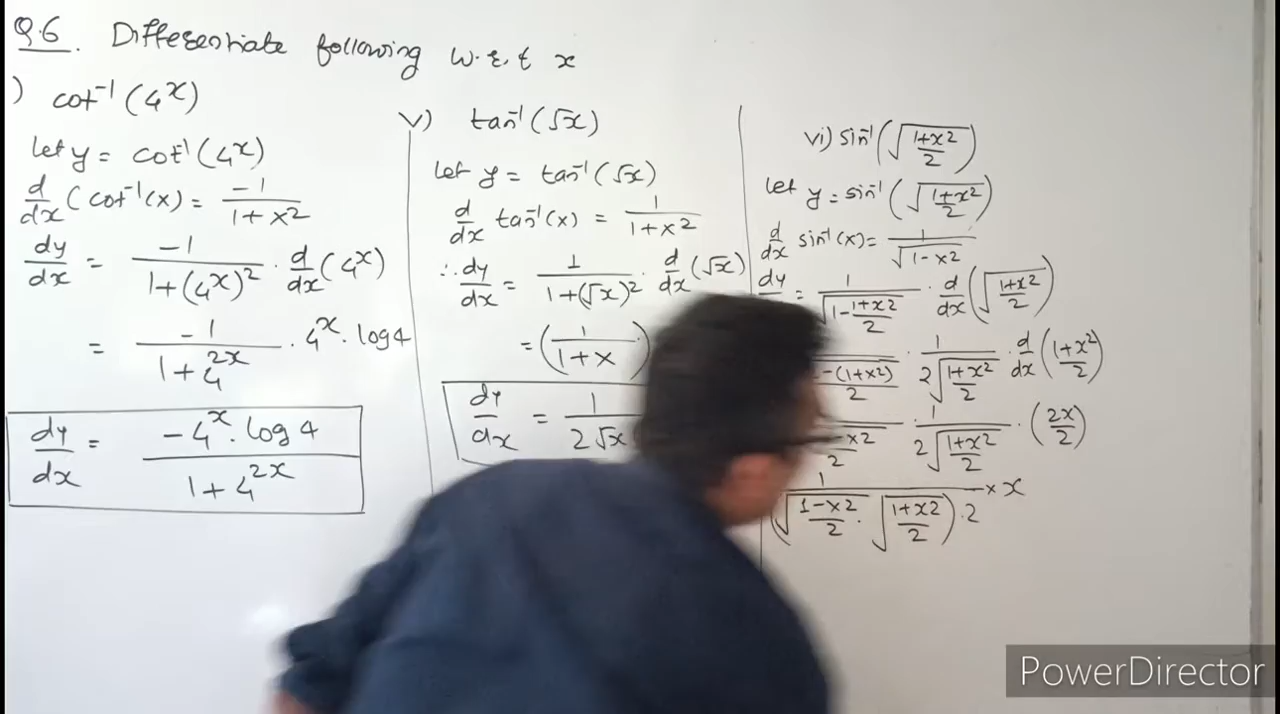 Q.6. Differentiate following w.r.t x
) cot⁻¹(4ˣ)
let y = cot⁻¹(4ˣ)
d/dx (cot⁻¹(x) = -1/(1+x²)
dy/dx = -1/(1+(4ˣ)²) · d/dx (4ˣ)
= -1/(1+4²ˣ) · 4ˣ · log4
dy/dx = -4ˣ · log4/(1+4²ˣ)
v) tan⁻¹(√x)
let y = tan⁻¹(√x)
d/dx tan⁻¹(x) = 1/(1+x²)
∴ dy/dx = 1/(1+(√x)²) · d/dx (√x)
= (1/(1+x))
dy/dx = 1/(2√x
vi) sin⁻¹(√((1+x²)/2))
let y = sin⁻¹(√((1+x²)/2))
d/dx sin⁻¹(x) = 1/√(1-x²)
dy/ = 1/√(1-(1+x²)/2) · d/dx (√((1+x²)/2))
-(1+x²)/2 · 1/(2√((1+x²)/2)) · d/dx ((1+x²)/2)
-x²/2 · 1/(2√((1+x²)/2)) · (2x/2)
1/((√((1-x²)/2) · √((1+x²)/2)) · 2) × x
PowerDirector